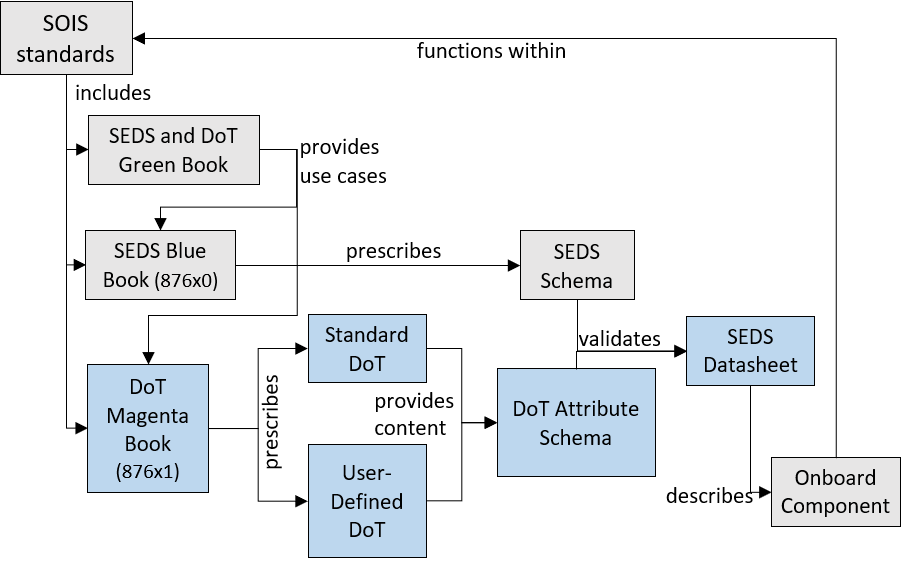 SOIS
standards
functions within
includes
SEDS and DoT
Green Book
provides
use cases
SEDS Blue
Book (876x0)
prescribes
SEDS
Schema
validates
SEDS
Datasheet
Standard
DoT
DoT
Magenta
Book
(876x1)
prescribes
provides
content
DoT Attribute
Schema
User-
Defined
DoT
describes
Onboard
Component